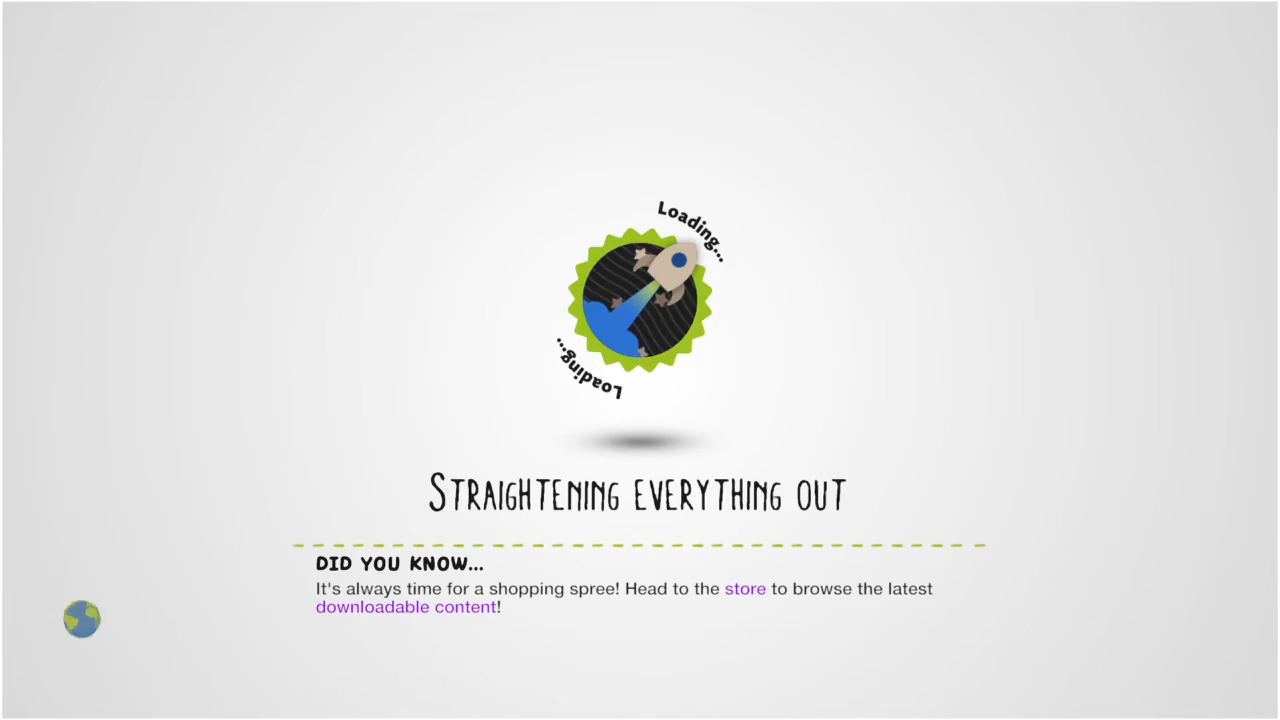 Loading...
Loading...
STRAIGHTENING EVERYTHING OUT
DID YOU KNOW...
It's always time for a shopping spree! Head to the store to browse the latest
downloadable content!